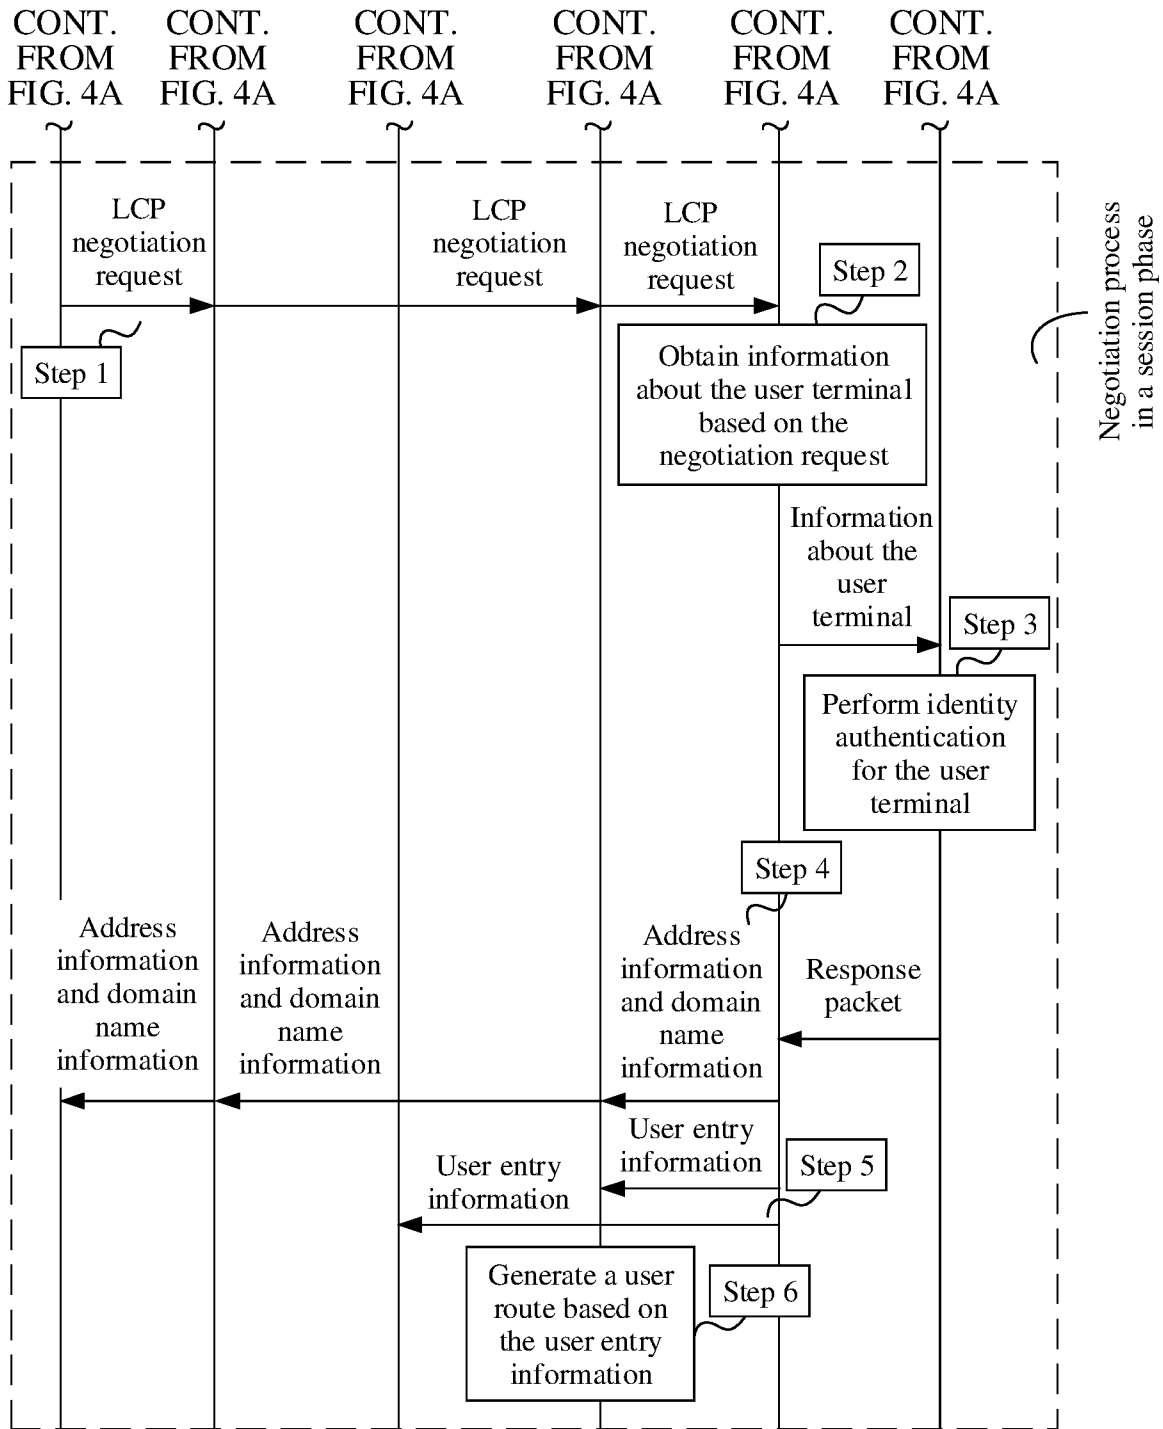 CONT. FROM FIG. 4A
CONT. FROM FIG. 4A
CONT. FROM FIG. 4A
CONT. FROM FIG. 4A
CONT. FROM FIG. 4A
CONT. FROM FIG. 4A
LCP
negotiation
request
LCP
negotiation
request
LCP
negotiation
request
Step 1
Step 2
Obtain information
about the user terminal
based on the
negotiation request
Negotiation process
in a session phase
Information
about the
user
terminal
Step 3
Perform identity
authentication
for the user
terminal
Step 4
Address
information
and domain
name
information
Address
information
and domain
name
information
Address
information
and domain
name
information
Response
packet
User entry
information
User entry
information
Step 5
Generate a user
route based on
the user entry
information
Step 6